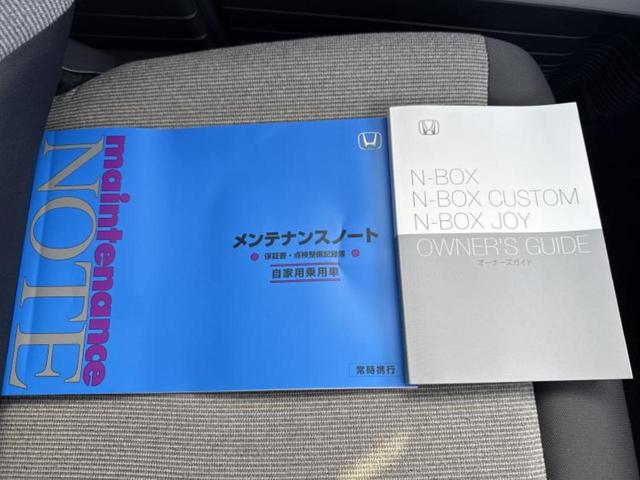 maintenance
NOTE
メンテナンスノート
保証書・点検整備記録簿
自家用乗用車
常時携行
N-BOX
N-BOX CUSTOM
N-BOX JOY
OWNER'S GUIDE
オーナーズガイド